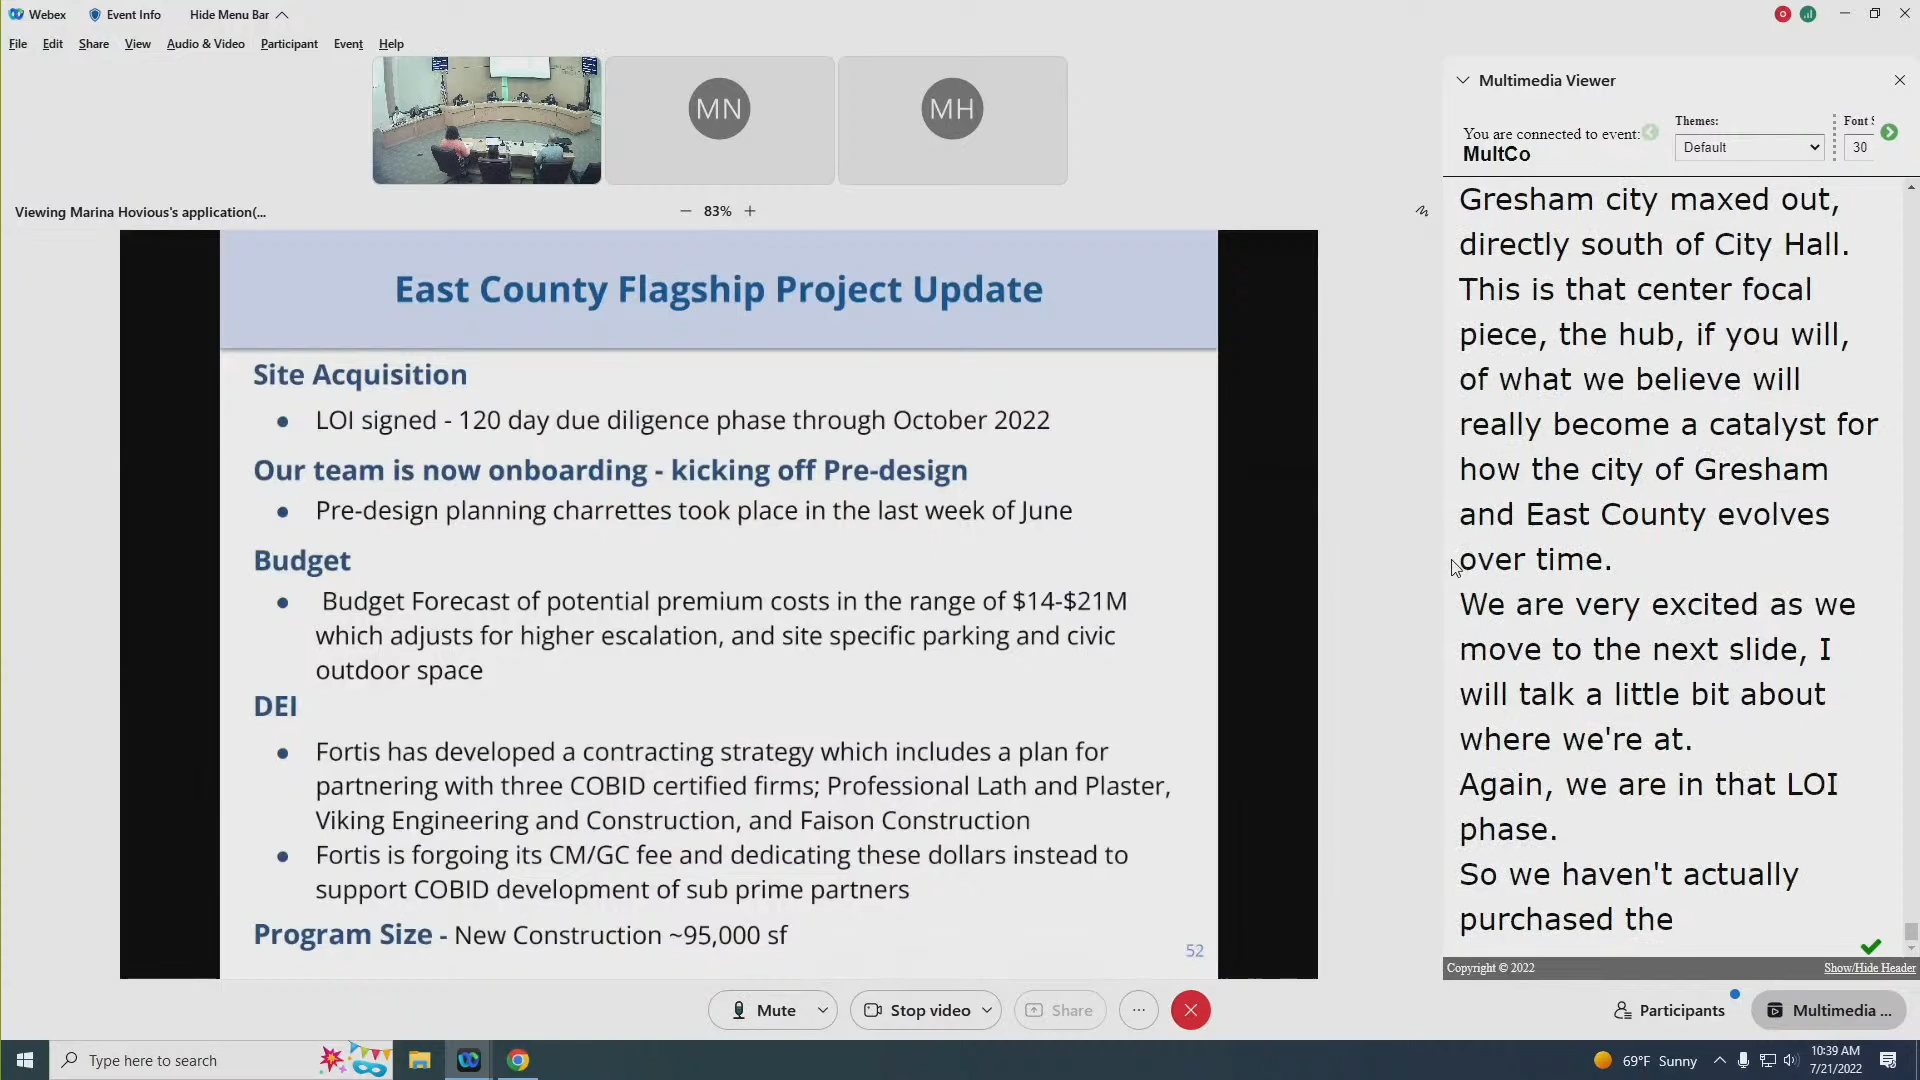 Webex
Event Info
Hide Menu Bar
File Edit Share View Audio & Video Participant Event Help
MN
MH
Viewing Marina Hovious's application(...
83%
East County Flagship Project Update
Site Acquisition
LOI signed - 120 day due diligence phase through October 2022
Our team is now onboarding - kicking off Pre-design
Pre-design planning charrettes took place in the last week of June
Budget
Budget Forecast of potential premium costs in the range of $14-$21M
which adjusts for higher escalation, and site specific parking and civic
outdoor space
DEI
Fortis has developed a contracting strategy which includes a plan for
partnering with three COBID certified firms; Professional Lath and Plaster,
Viking Engineering and Construction, and Faison Construction
Fortis is forgoing its CM/GC fee and dedicating these dollars instead to
support COBID development of sub prime partners
Program Size - New Construction ~95,000 sf
52
Multimedia Viewer
You are connected to event:
MultCo
Themes:
Default
Font S
30
Gresham city maxed out,
directly south of City Hall.
This is that center focal
piece, the hub, if you will,
of what we believe will
really become a catalyst for
how the city of Gresham
and East County evolves
over time.
We are very excited as we
move to the next slide, I
will talk a little bit about
where we're at.
Again, we are in that LOI
phase.
So we haven't actually
purchased the
Copyright © 2022
Show/Hide Header
Mute
Stop video
Share
Participants
Multimedia ...
Type here to search
69°F Sunny
10:39 AM
7/21/2022